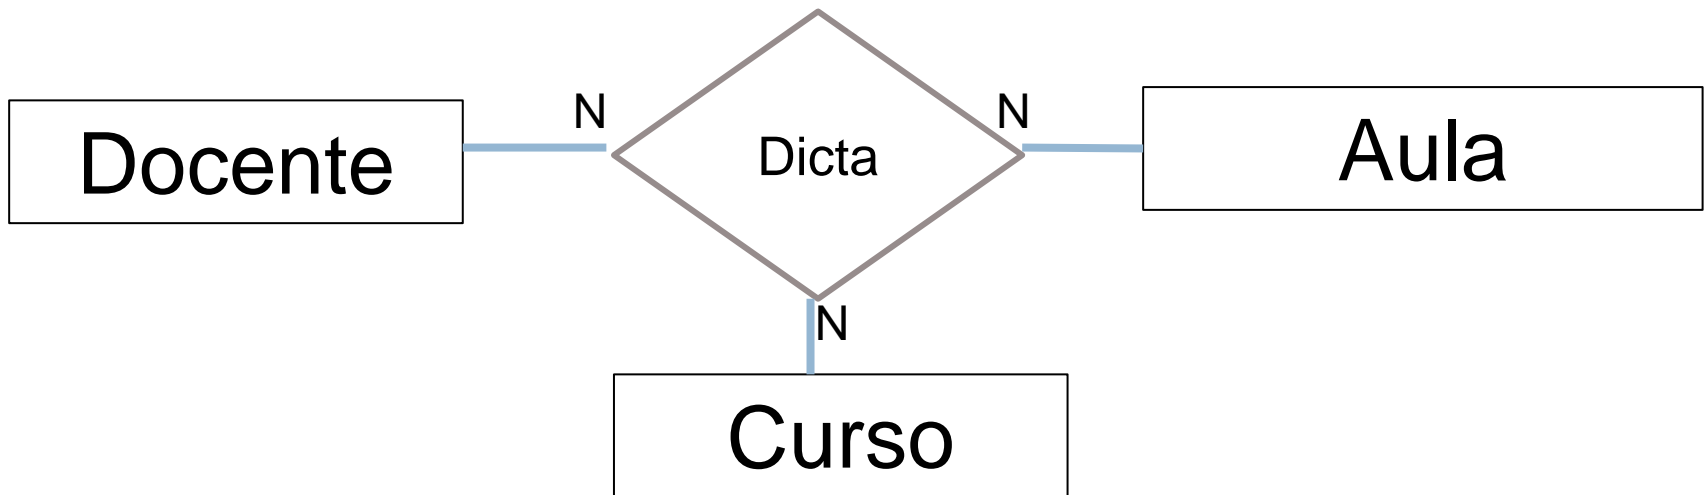 N
N
Docente
Dicta
Aula
N
Curso